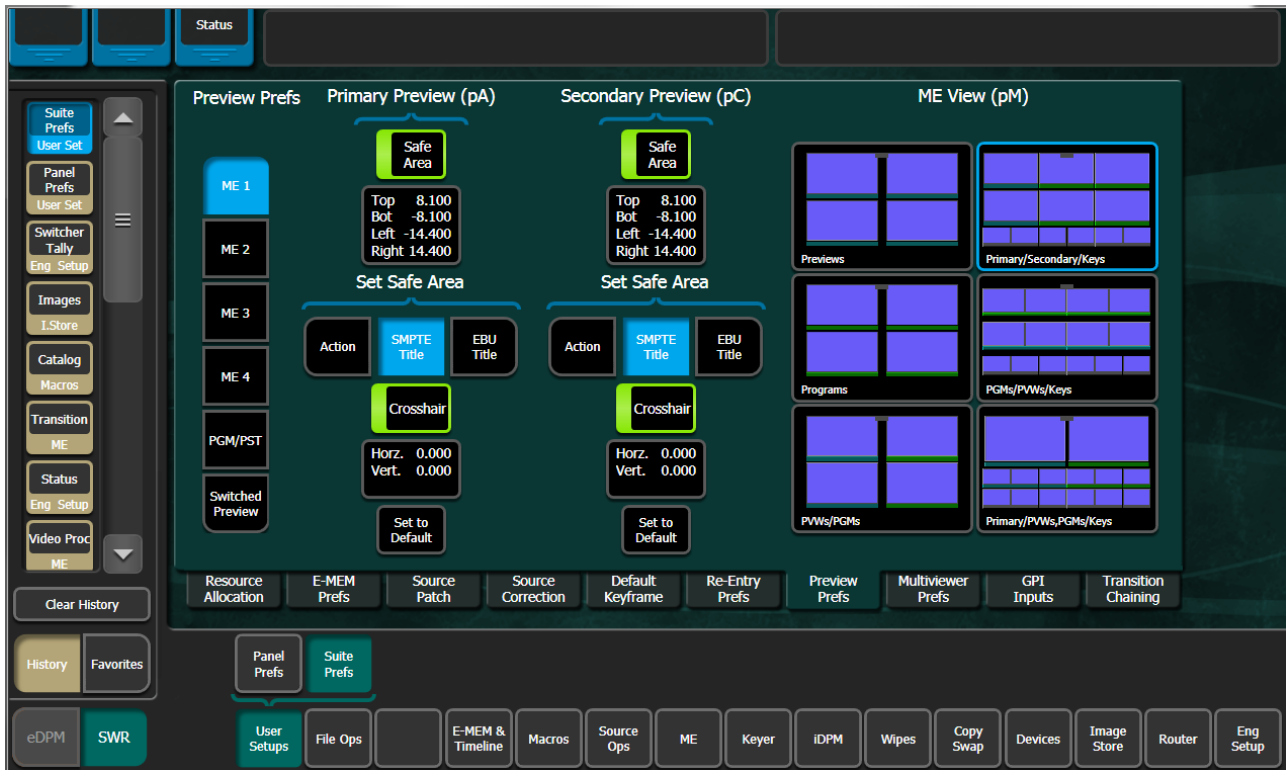 Status
Suite
Prefs
User Set
Panel
Prefs
User Set
Switcher
Tally
Eng Setup
Images
I.Store
Catalog
Macros
Transition
ME
Status
Eng Setup
Video Proc
ME
Clear History
History
Favorites
eDPM
SWR
Preview Prefs
ME 1
ME 2
ME 3
ME 4
PGM/PST
Switched
Preview
Primary Preview (pA)
Safe
Area
Top 8.100
Bot -8.100
Left -14.400
Right 14.400
Set Safe Area
Action
SMPTE
Title
EBU
Title
Crosshair
Horz. 0.000
Vert. 0.000
Set to
Default
Secondary Preview (pC)
Safe
Area
Top 8.100
Bot -8.100
Left -14.400
Right 14.400
Set Safe Area
Action
SMPTE
Title
EBU
Title
Crosshair
Horz. 0.000
Vert. 0.000
Set to
Default
ME View (pM)
Previews
Primary/Secondary/Keys
Programs
PGMs/PVWs/Keys
PVWs/PGMs
Primary/PVWs,PGMs/Keys
Resource
Allocation
E-MEM
Prefs
Source
Patch
Source
Correction
Default
Keyframe
Re-Entry
Prefs
Preview
Prefs
Multiviewer
Prefs
GPI
Inputs
Transition
Chaining
Panel
Prefs
Suite
Prefs
User
Setups
File Ops
E-MEM &
Timeline
Macros
Source
Ops
ME
Keyer
iDPM
Wipes
Copy
Swap
Devices
Image
Store
Router
Eng
Setup